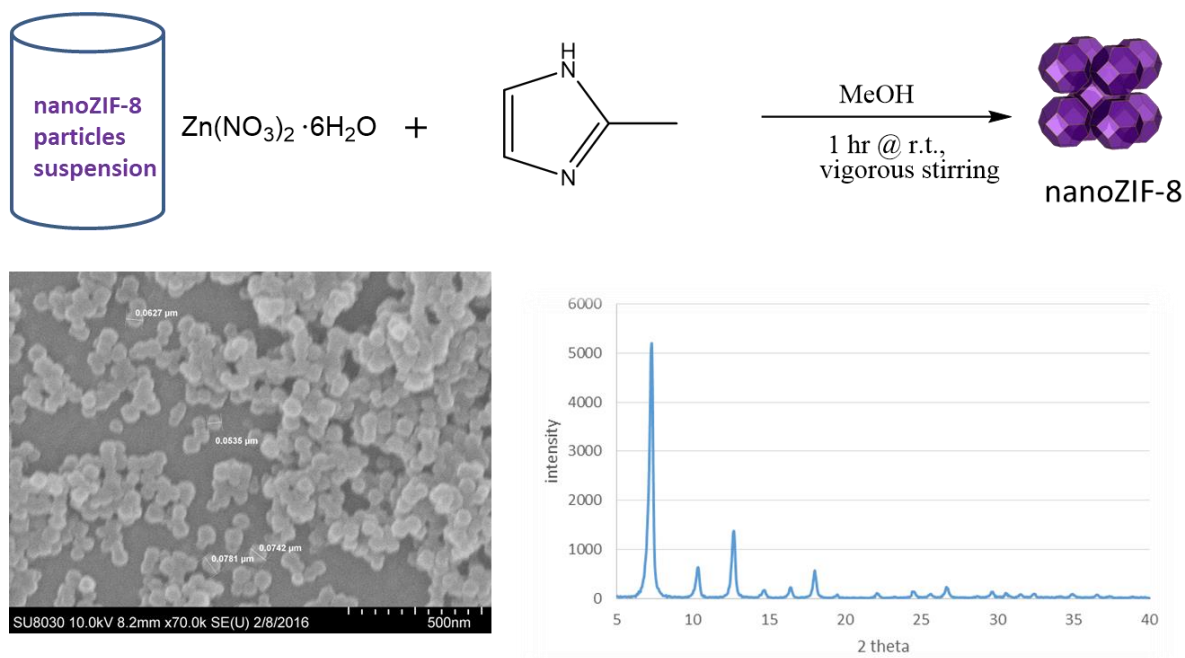 nanoZIF-8
particles
suspension
Zn(NO3)2 ·6H2O
+
H
N
N
MeOH
1 hr @ r.t.,
vigorous stirring
nanoZIF-8
0.0627 µm
0.0535 µm
0.0742 µm
0.0781 µm
SU8030 10.0kV 8.2mm x70.0k SE(U) 2/8/2016
500nm
6000
5000
4000
3000
2000
1000
0
intensity
5 10 15 20 25 30 35 40
2 theta